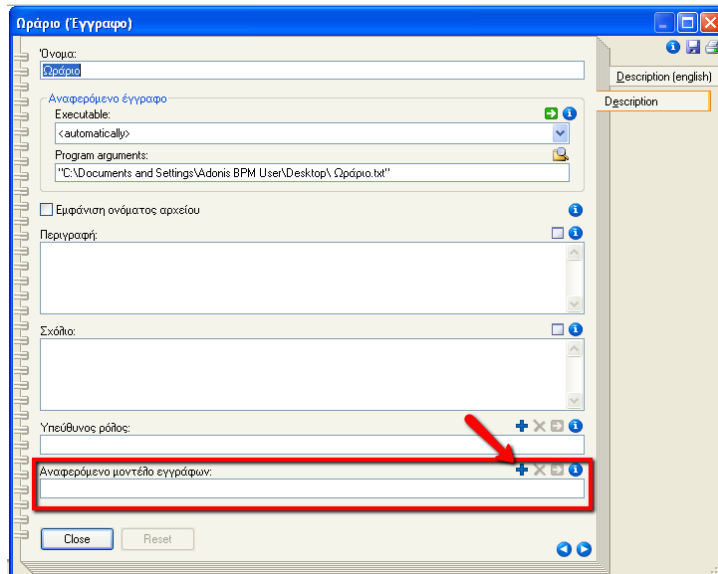 Ωράριο (Έγγραφο)
Όνομα:
Ωράριο
Description (english)
Αναφερόμενο έγγραφο
Description
Executable:
<automatically>
Program arguments:
"C:\Documents and Settings\Adonis BPM User\Desktop\ Ωράριο.txt"
Εμφάνιση ονόματος αρχείου
Περιγραφή:
Σχόλιο:
Υπεύθυνος ρόλος:
Αναφερόμενο μοντέλο εγγράφων:
Close Reset